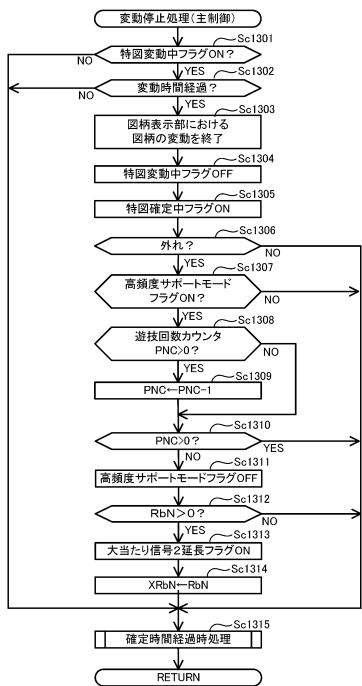 変動停止処理(主制御)
Sc1301
特図変動中フラグON?
NO
YES
Sc1302
変動時間経過?
NO
YES
Sc1303
図柄表示部における
図柄の変動を終了
Sc1304
特図変動中フラグOFF
Sc1305
特図確定中フラグON
Sc1306
外れ?
NO
YES
Sc1307
高頻度サポートモード
フラグON?
NO
YES
Sc1308
遊技回数カウンタ
PNC>0?
NO
YES
Sc1309
PNC←PNC-1
Sc1310
PNC>0?
YES
NO
Sc1311
高頻度サポートモードフラグOFF
Sc1312
RbN>0?
NO
YES
Sc1313
大当たり信号2延長フラグON
Sc1314
XRbN←RbN
Sc1315
確定時間経過時処理
RETURN